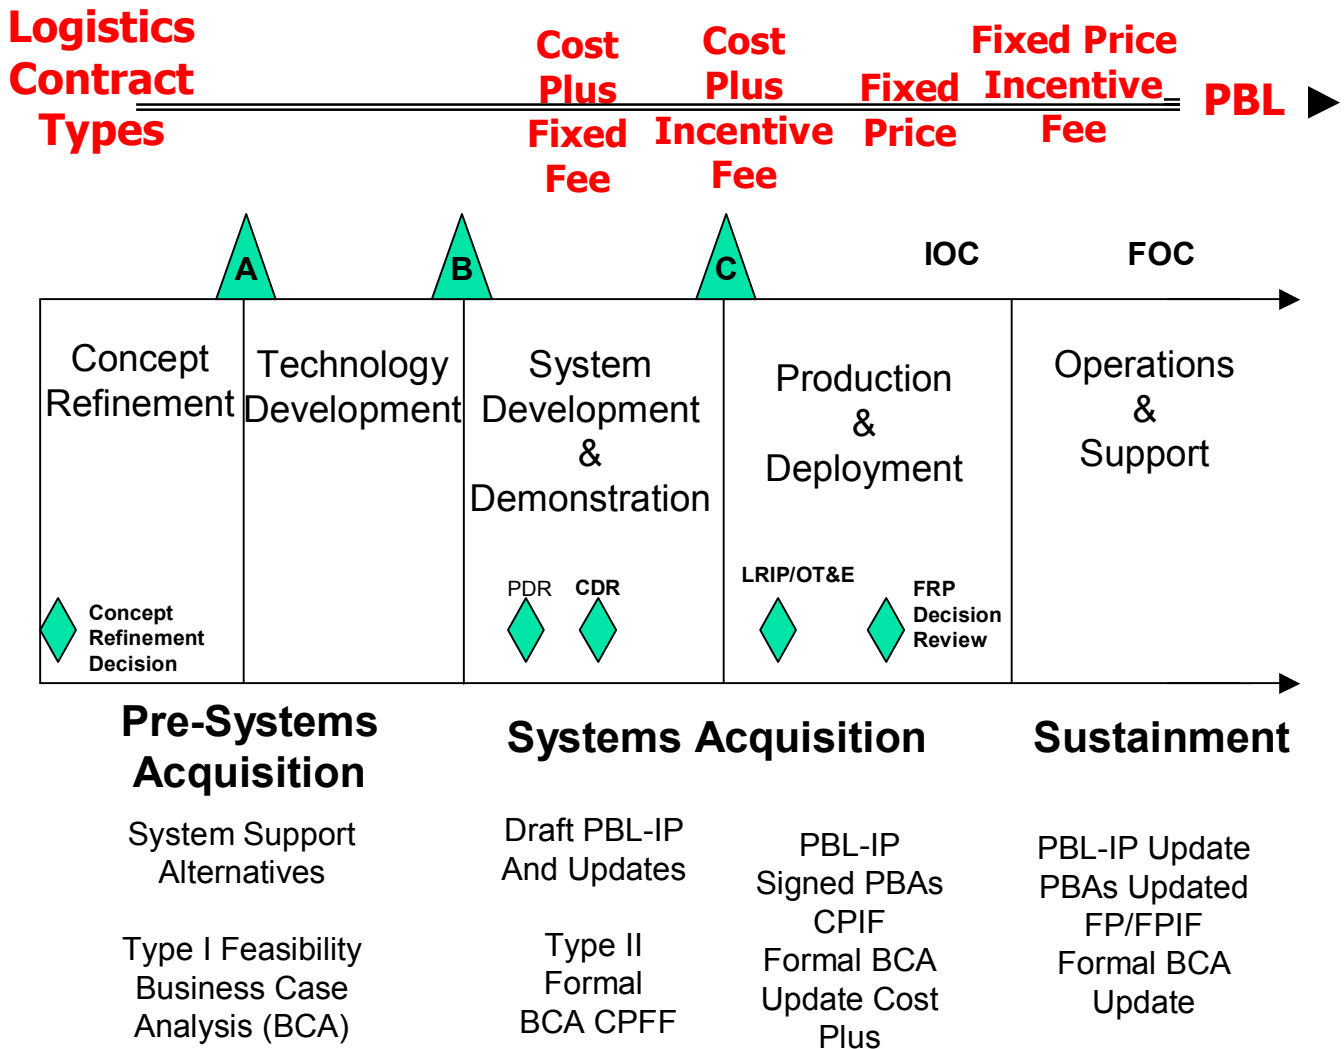 Logistics
Contract
Types
Cost
Plus
Fixed
Fee
Cost
Plus
Incentive
Fee
Fixed
Price
Fixed Price
Incentive
Fee
PBL
A
B
C
IOC
FOC
Concept
Refinement
Technology
Development
System
Development
&
Demonstration
Production
&
Deployment
Operations
&
Support
Concept
Refinement
Decision
PDR
CDR
LRIP/OT&E
FRP
Decision
Review
Pre-Systems
Acquisition
Systems Acquisition
Sustainment
System Support
Alternatives
Type I Feasibility
Business Case
Analysis (BCA)
Draft PBL-IP
And Updates
Type II
Formal
BCA CPFF
PBL-IP
Signed PBAs
CPIF
Formal BCA
Update Cost
Plus
PBL-IP Update
PBAs Updated
FP/FPIF
Formal BCA
Update